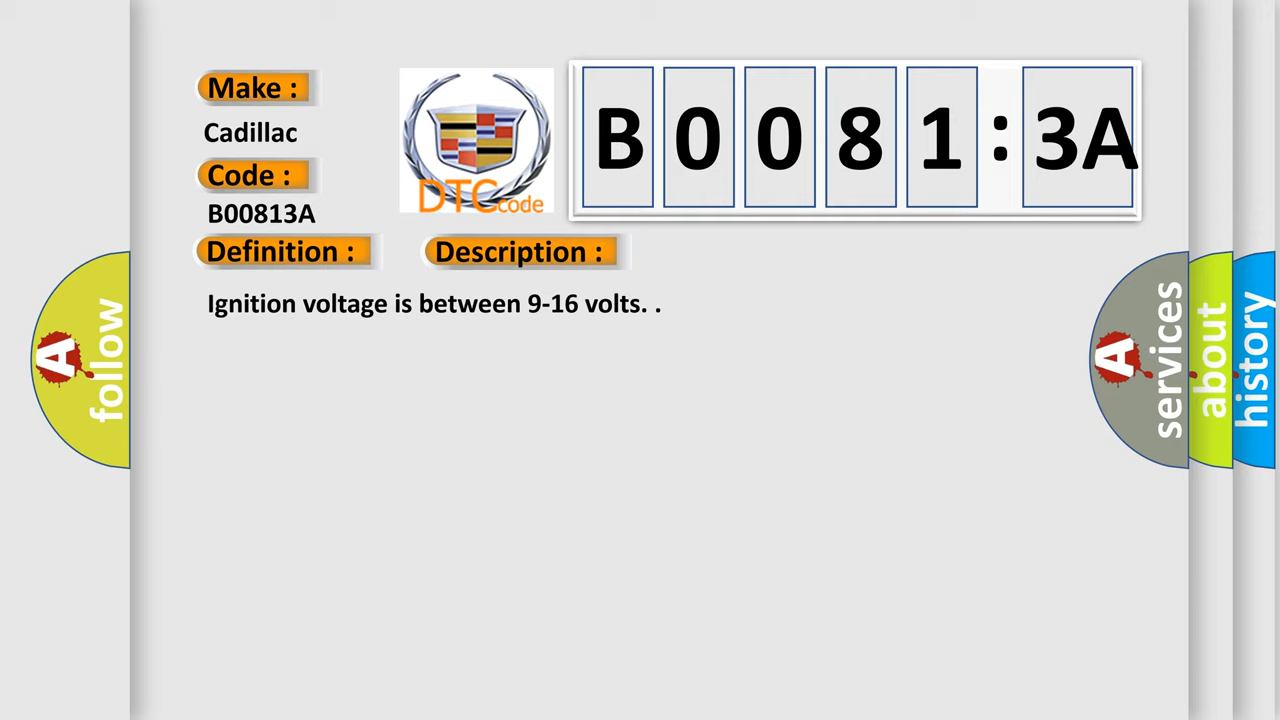 Make :
Cadillac
Code :
B00813A
Definition :
Description :
Ignition voltage is between 9-16 volts. .
DTCcode
B0081:3A
A follow
A services
about
history